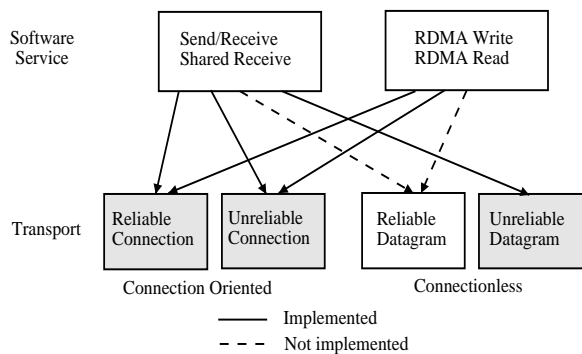 Software
Service
Send/Receive
Shared Receive
RDMA Write
RDMA Read
Transport
Reliable
Connection
Unreliable
Connection
Reliable
Datagram
Unreliable
Datagram
Connection Oriented
Connectionless
Implemented
Not implemented